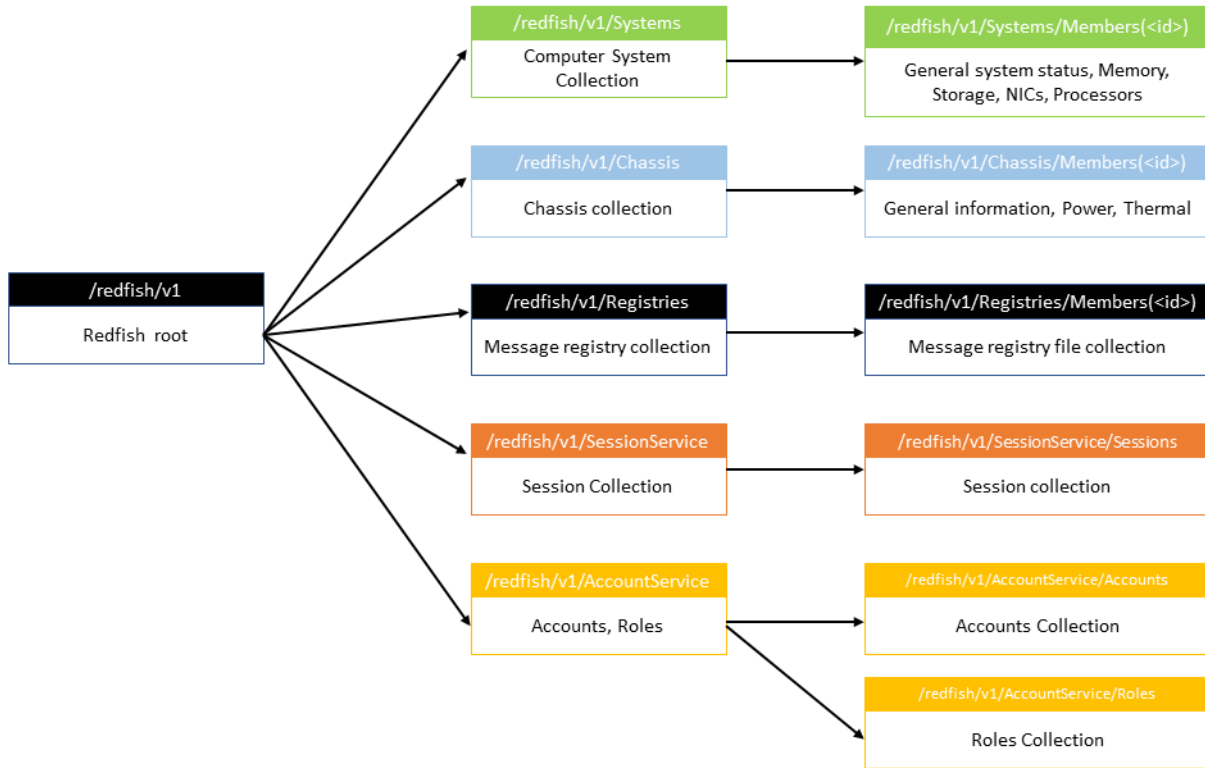 /redfish/v1/Systems
Computer System
Collection
/redfish/v1/Systems/Members(<id>)
General system status, Memory,
Storage, NICs, Processors
/redfish/v1/Chassis
Chassis collection
/redfish/v1/Chassis/Members(<id>)
General information, Power, Thermal
/redfish/v1
Redfish root
/redfish/v1/Registries
Message registry collection
/redfish/v1/Registries/Members(<id>)
Message registry file collection
/redfish/v1/SessionService
Session Collection
/redfish/v1/SessionService/Sessions
Session collection
/redfish/v1/AccountService
Accounts, Roles
/redfish/v1/AccountService/Accounts
Accounts Collection
/redfish/v1/AccountService/Roles
Roles Collection